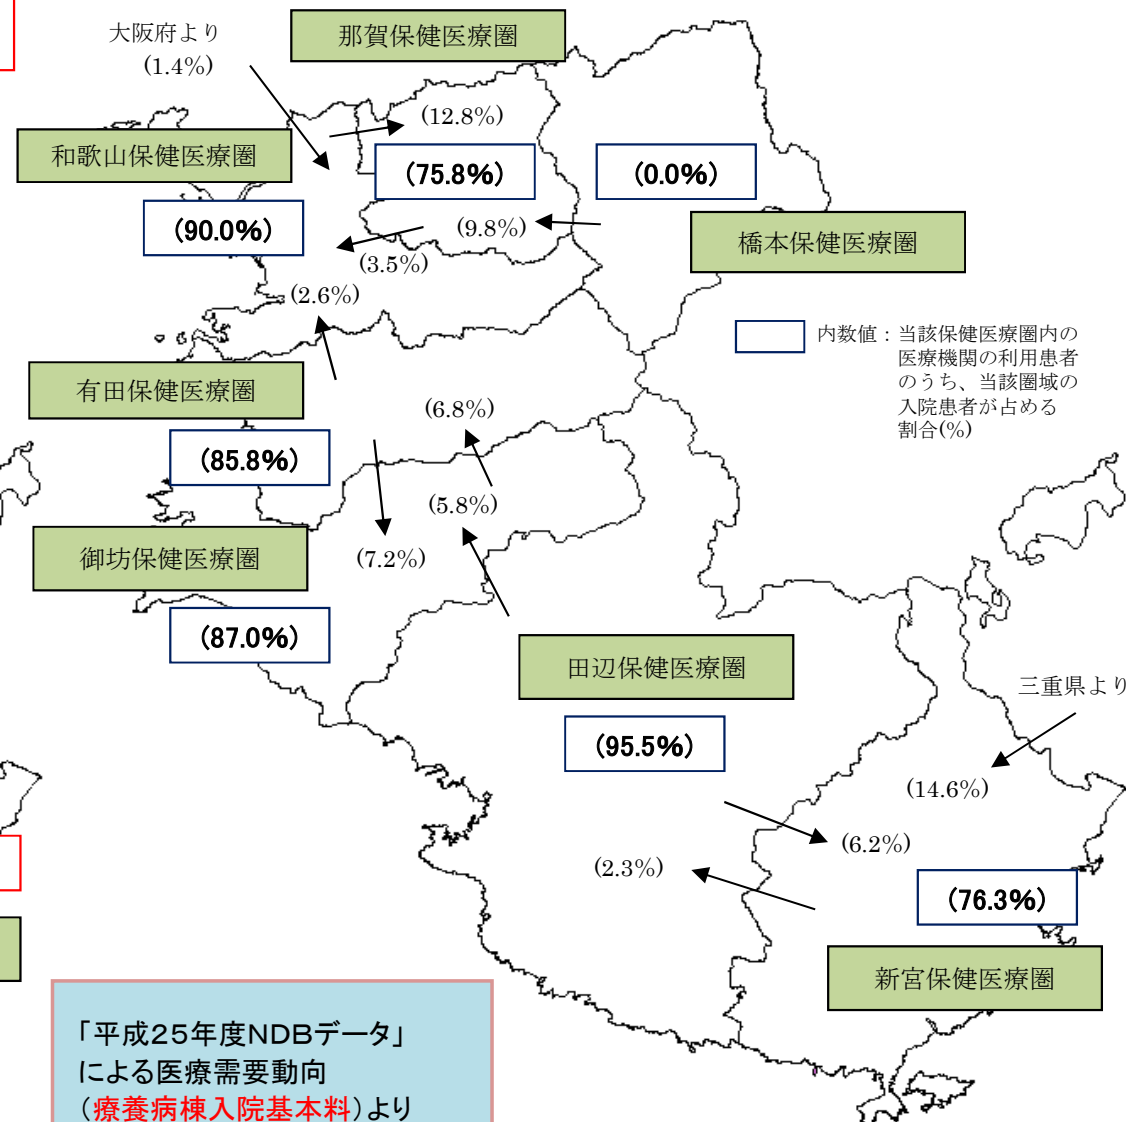 大阪府より
(1.4%)
那賀保健医療圏
(12.8%)
和歌山保健医療圏
(75.8%)
(0.0%)
(90.0%)
(9.8%)
橋本保健医療圏
(3.5%)
(2.6%)
内数値：当該保健医療圏内の
医療機関の利用患者
のうち、当該圏域の
入院患者が占める
割合(%)
有田保健医療圏
(6.8%)
(85.8%)
(5.8%)
御坊保健医療圏
(7.2%)
(87.0%)
田辺保健医療圏
三重県より
(95.5%)
(14.6%)
(6.2%)
(2.3%)
(76.3%)
新宮保健医療圏
「平成25年度NDBデータ」
による医療需要動向
（療養病棟入院基本料）より